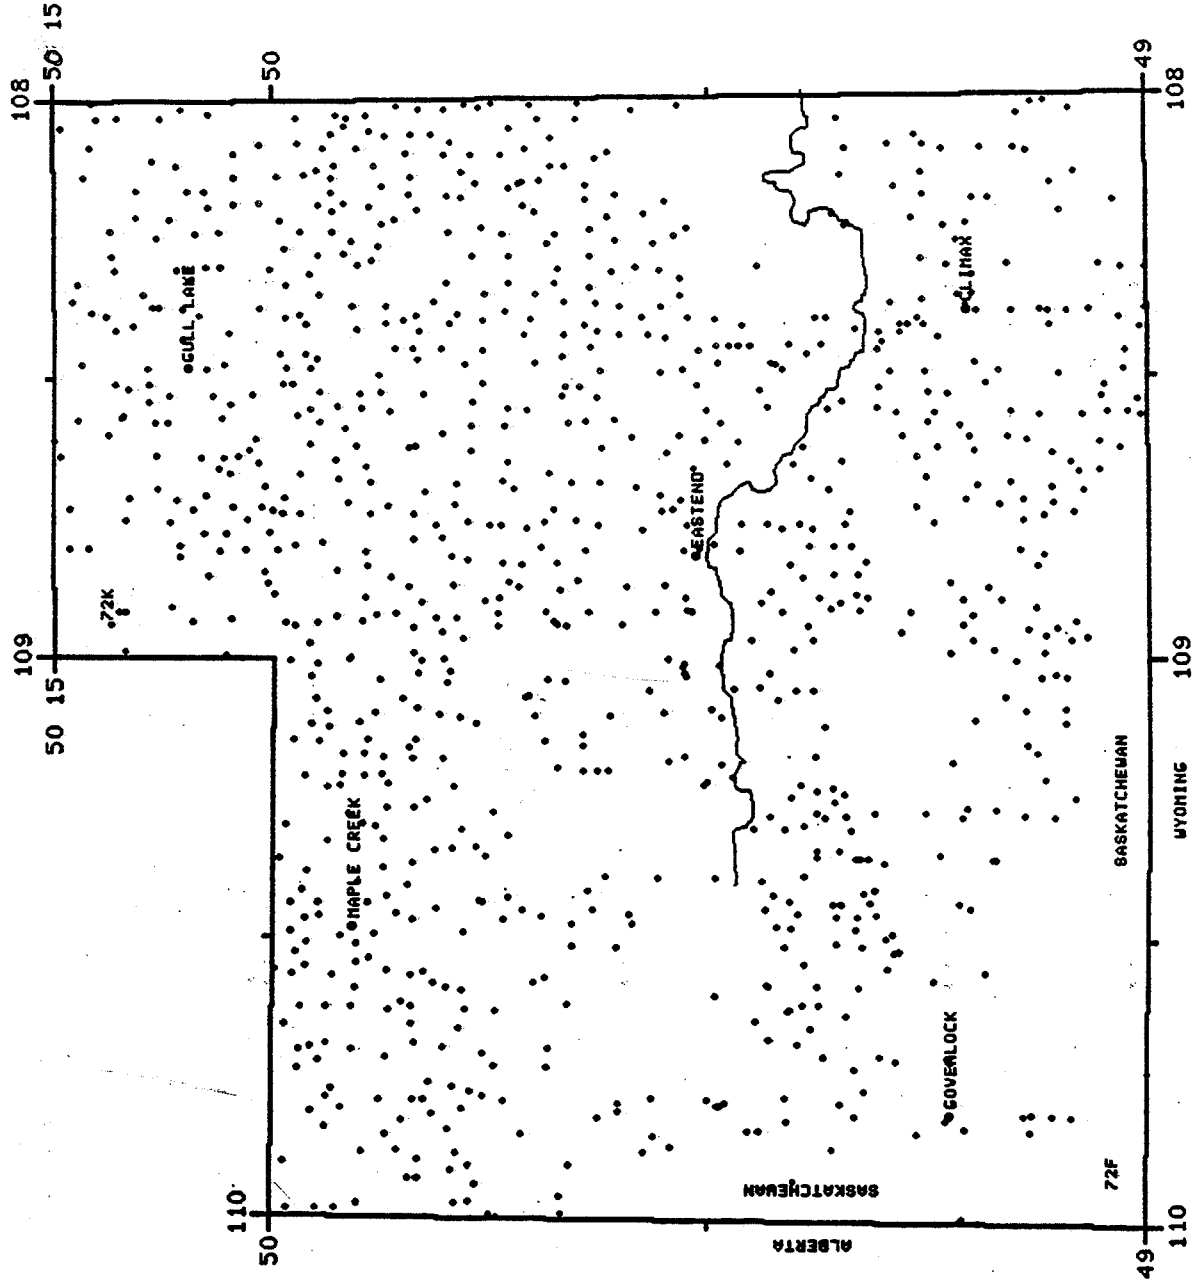 50 15
108
50
109
50 15
72K
GULL LAKE
MAPLE CREEK
EASTEND
CLIMAX
GOVENLOCK
50
110
SASKATCHEWAN
ALBERTA
72F
SASKATCHEWAN
WYOMING
49
108
109
49
110